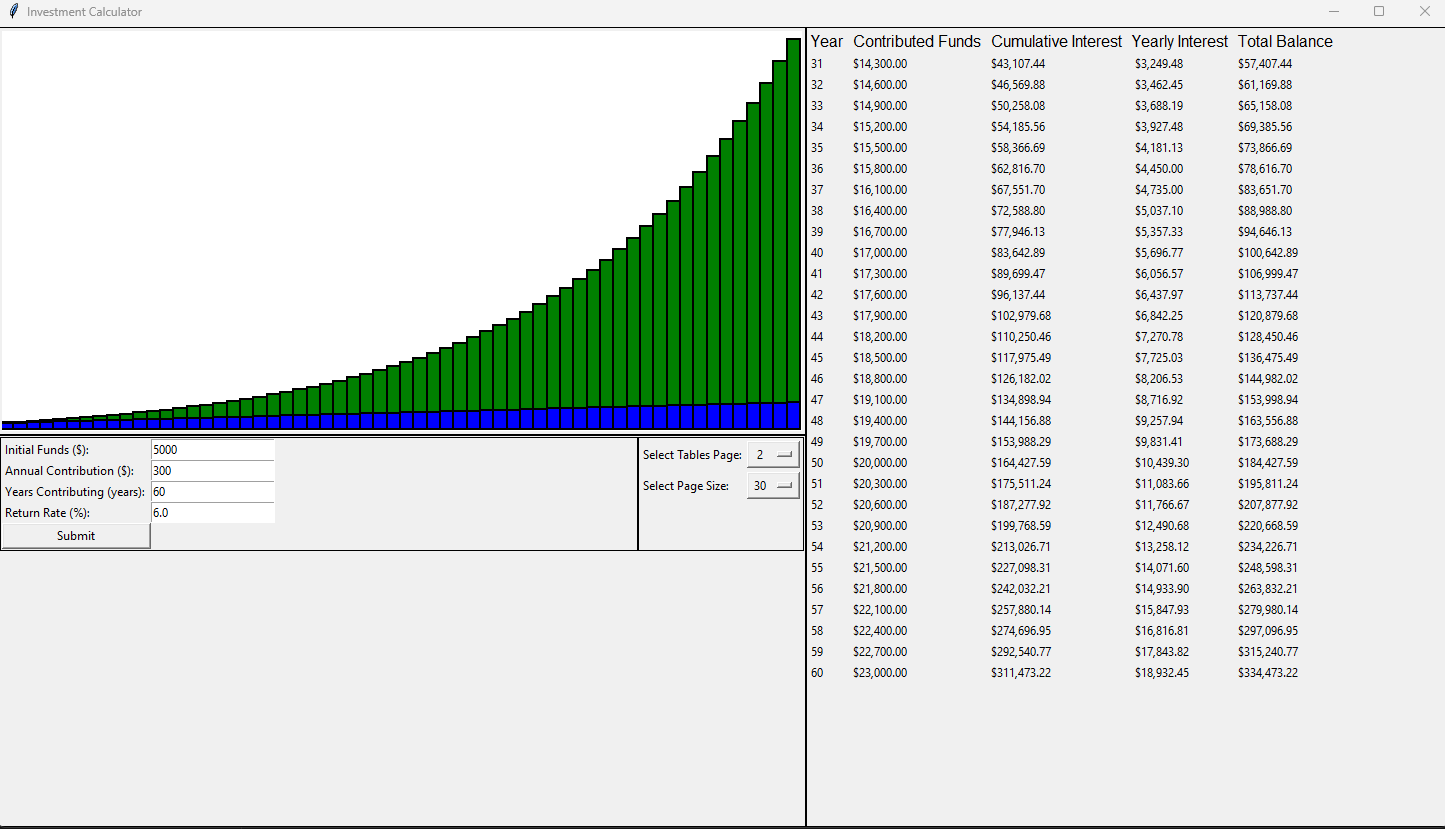 Investment Calculator
Year Contributed Funds Cumulative Interest Yearly Interest Total Balance
31 $14,300.00 $43,107.44 $3,249.48 $57,407.44
32 $14,600.00 $46,569.88 $3,462.45 $61,169.88
33 $14,900.00 $50,258.08 $3,688.19 $65,158.08
34 $15,200.00 $54,185.56 $3,927.48 $69,385.56
35 $15,500.00 $58,366.69 $4,181.13 $73,866.69
36 $15,800.00 $62,816.70 $4,450.00 $78,616.70
37 $16,100.00 $67,551.70 $4,735.00 $83,651.70
38 $16,400.00 $72,588.80 $5,037.10 $88,988.80
39 $16,700.00 $77,946.13 $5,357.33 $94,646.13
40 $17,000.00 $83,642.89 $5,696.77 $100,642.89
41 $17,300.00 $89,699.47 $6,056.57 $106,999.47
42 $17,600.00 $96,137.44 $6,437.97 $113,737.44
43 $17,900.00 $102,979.68 $6,842.25 $120,879.68
44 $18,200.00 $110,250.46 $7,270.78 $128,450.46
45 $18,500.00 $117,975.49 $7,725.03 $136,475.49
46 $18,800.00 $126,182.02 $8,206.53 $144,982.02
47 $19,100.00 $134,898.94 $8,716.92 $153,998.94
48 $19,400.00 $144,156.88 $9,257.94 $163,556.88
49 $19,700.00 $153,988.29 $9,831.41 $173,688.29
50 $20,000.00 $164,427.59 $10,439.30 $184,427.59
51 $20,300.00 $175,511.24 $11,083.66 $195,811.24
52 $20,600.00 $187,277.92 $11,766.67 $207,877.92
53 $20,900.00 $199,768.59 $12,490.68 $220,668.59
54 $21,200.00 $213,026.71 $13,258.12 $234,226.71
55 $21,500.00 $227,098.31 $14,071.60 $248,598.31
56 $21,800.00 $242,032.21 $14,933.90 $263,832.21
57 $22,100.00 $257,880.14 $15,847.93 $279,980.14
58 $22,400.00 $274,696.95 $16,816.81 $297,096.95
59 $22,700.00 $292,540.77 $17,843.82 $315,240.77
60 $23,000.00 $311,473.22 $18,932.45 $334,473.22
Initial Funds ($): 5000
Annual Contribution ($): 300
Years Contributing (years): 60
Return Rate (%): 6.0
Submit
Select Tables Page: 2
Select Page Size: 30